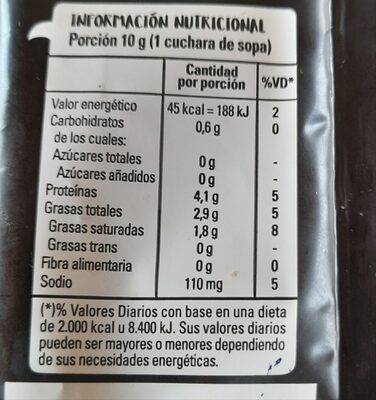 INFORMACIÓN NUTRICIONAL
Porción 10 g (1 cuchara de sopa)
Cantidad por porción %VD*
Valor energético 45 kcal = 188 kJ 2
Carbohidratos 0,6 g 0
de los cuales:
Azúcares totales 0 g -
Azúcares añadidos 0 g -
Proteínas 4,1 g 5
Grasas totales 2,9 g 5
Grasas saturadas 1,8 g 8
Grasas trans 0 g -
Fibra alimentaria 0 g 0
Sodio 110 mg 5
(*)% Valores Diarios con base en una dieta
de 2.000 kcal u 8.400 kJ. Sus valores diarios
pueden ser mayores o menores dependiendo
de sus necesidades energéticas.